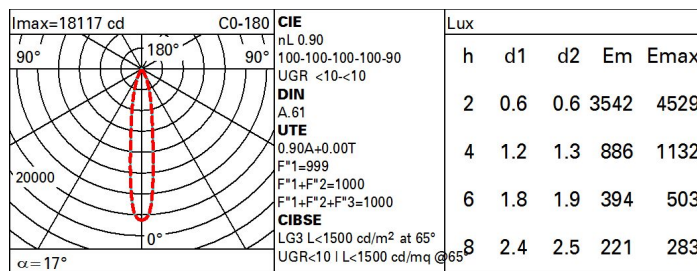 Imax=18117 cd C0-180
90° 180° 90°
20000
0°
α=17°
CIE
nL 0.90
100-100-100-100-90
UGR <10-<10
DIN
A.61
UTE
0.90A+0.00T
F"1=999
F"1+F"2=1000
F"1+F"2+F"3=1000
CIBSE
LG3 L<1500 cd/m² at 65°
UGR<10 | L<1500 cd/mq @65°
Lux
h d1 d2 Em Emax
2 0.6 0.6 3542 4529
4 1.2 1.3 886 1132
6 1.8 1.9 394 503
8 2.4 2.5 221 283